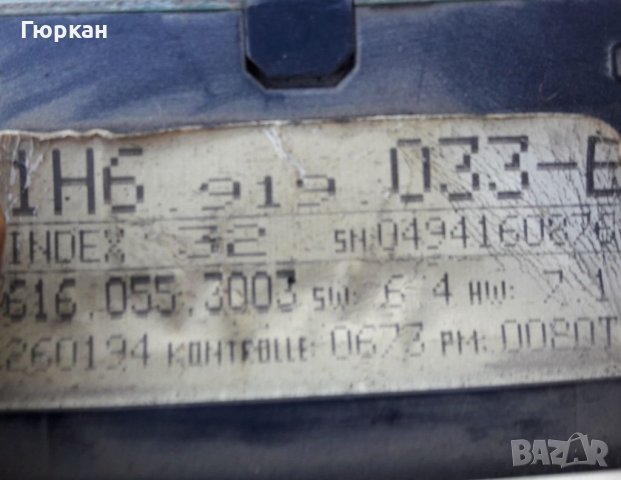 Гюркан
1H6 919 033-E
INDEX 32 SN:0494160876
616.055.3003 SW: 6.4 HW: 7.1
260194 KONTROLLE: 0673 PM: 0080T
BAZAR